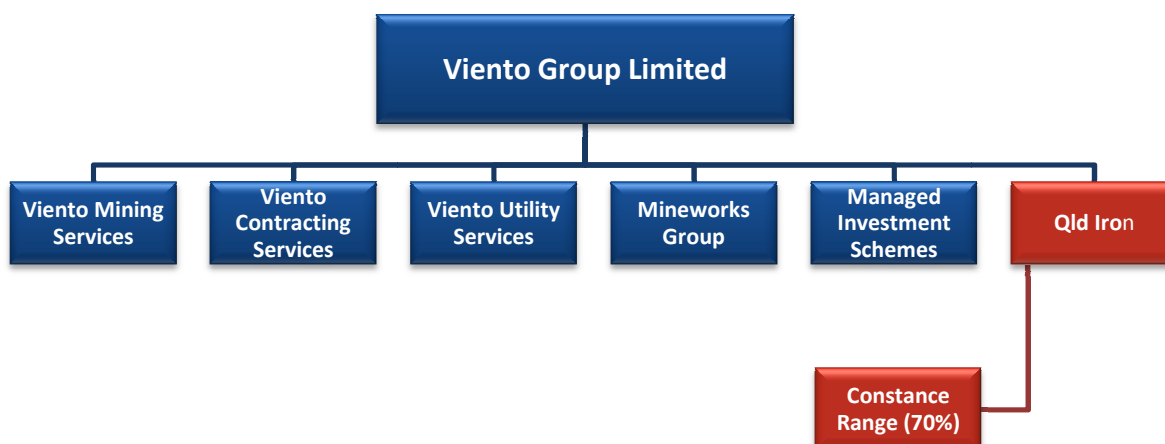 Viento Group Limited
Viento Mining
Services
Viento
Contracting
Services
Viento Utility
Services
Mineworks
Group
Managed
Investment
Schemes
Qld Iron
Constance
Range (70%)